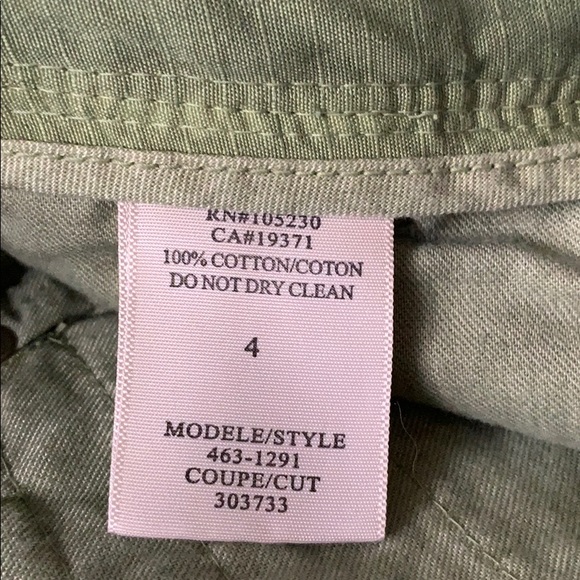 RN#105230
CA#19371
100% COTTON/COTON
DO NOT DRY CLEAN
4
MODELE/STYLE
463-1291
COUPE/CUT
303733